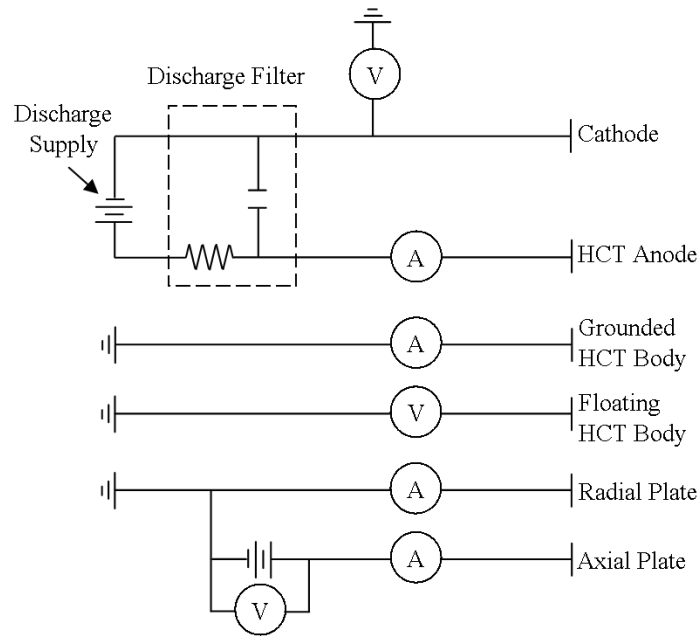 V
Discharge Filter
Discharge
Supply
Cathode
A
HCT Anode
A
Grounded
HCT Body
V
Floating
HCT Body
A
Radial Plate
A
Axial Plate
V